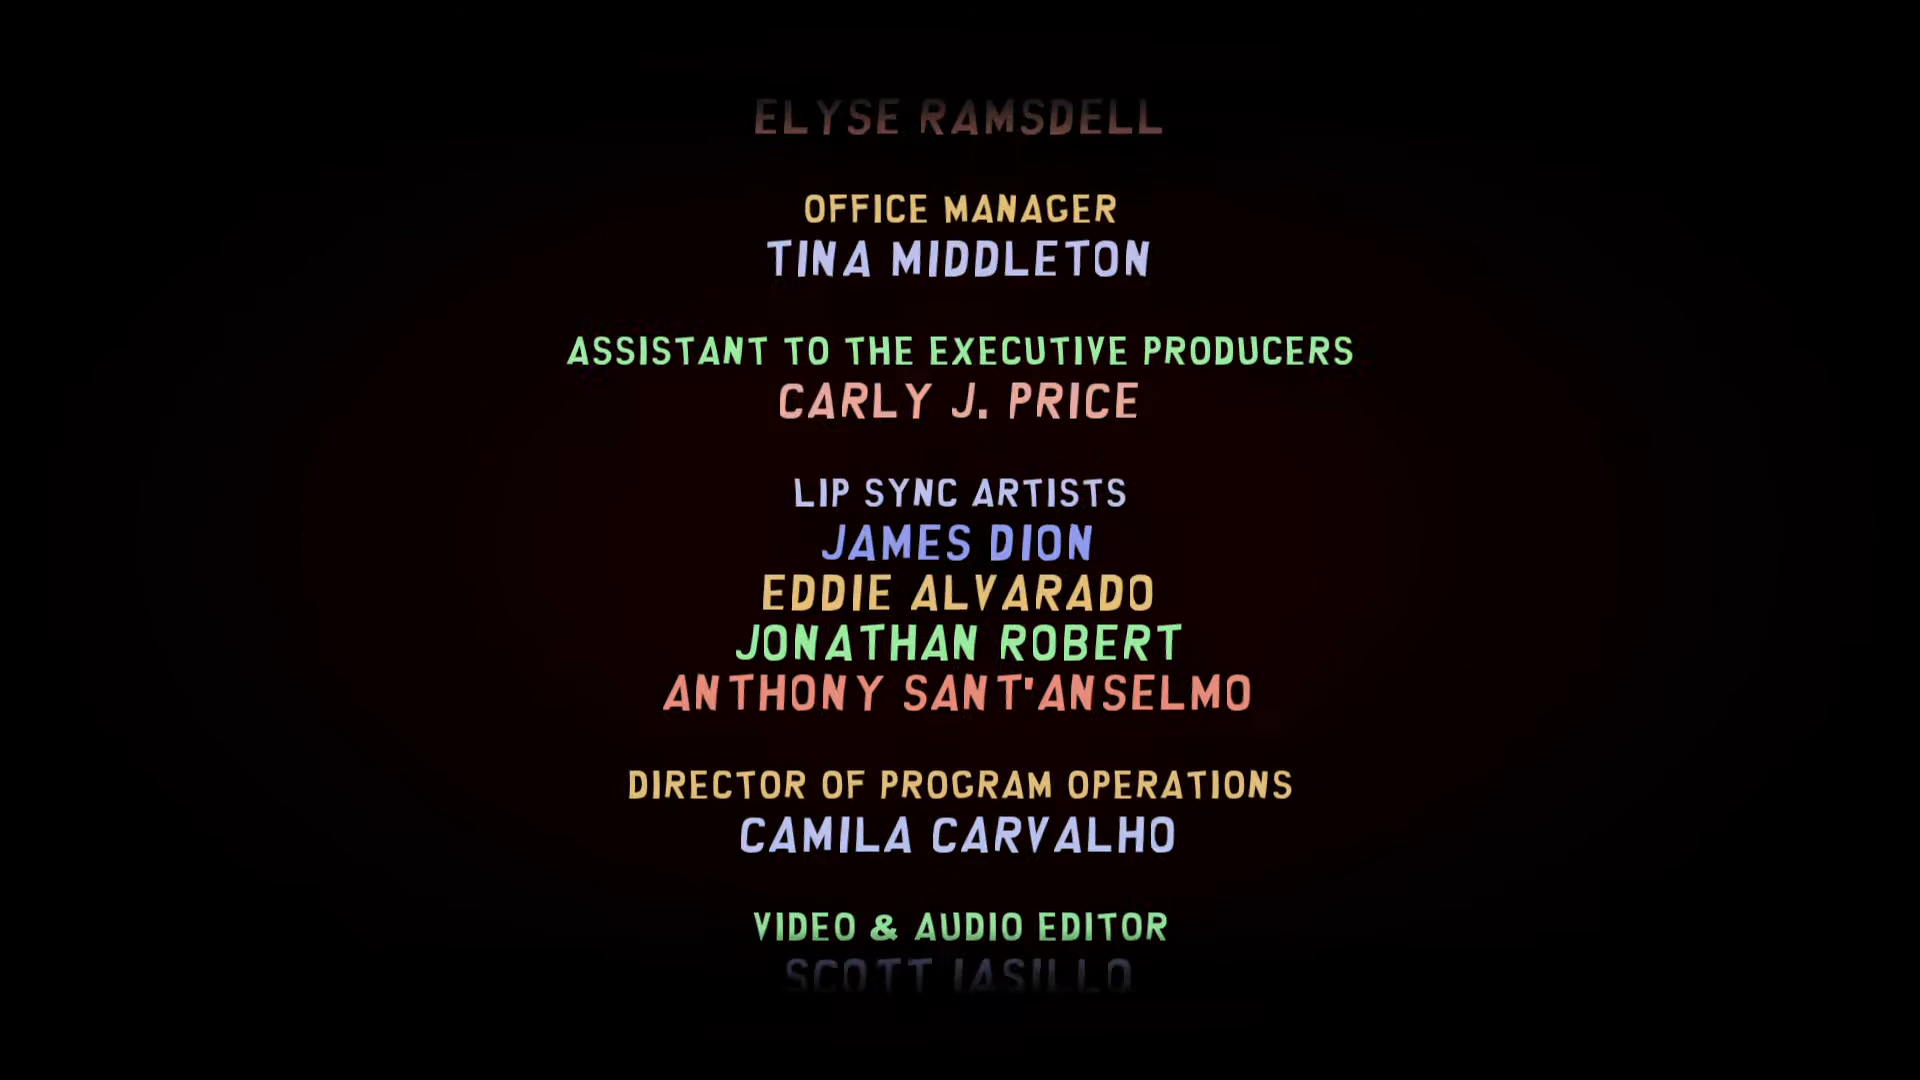 ELYSE RAMSDELL
OFFICE MANAGER
TINA MIDDLETON
ASSISTANT TO THE EXECUTIVE PRODUCERS
CARLY J. PRICE
LIP SYNC ARTISTS
JAMES DION
EDDIE ALVARADO
JONATHAN ROBERT
ANTHONY SANT'ANSELMO
DIRECTOR OF PROGRAM OPERATIONS
CAMILA CARVALHO
VIDEO & AUDIO EDITOR
SCOTT IASILLO